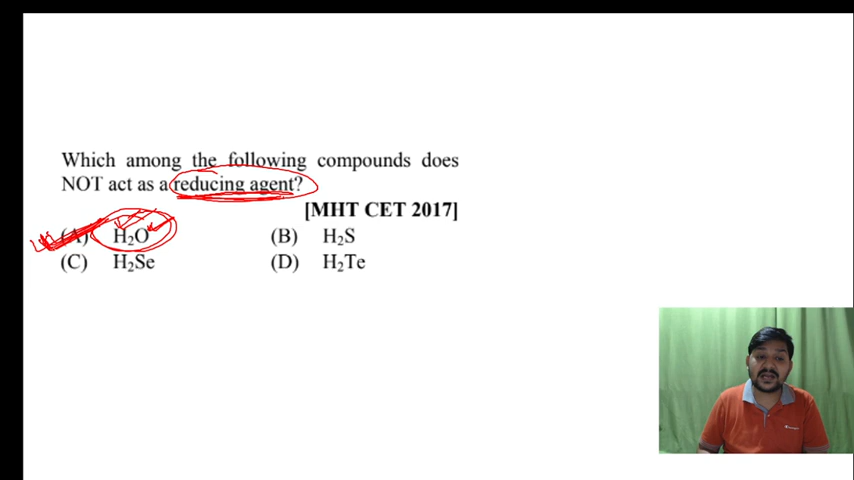 Which among the following compounds does
NOT act as a reducing agent?
[MHT CET 2017]
(A) H₂O (B) H₂S
(C) H₂Se (D) H₂Te